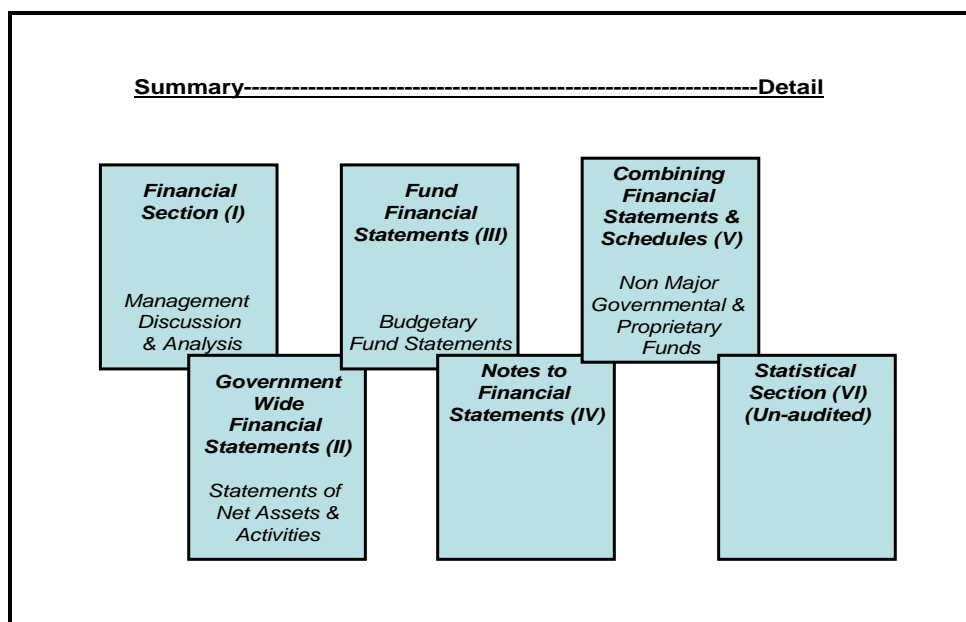 Summary----------------------------------------------------------------Detail
Financial
Section (I)
Management
Discussion
& Analysis
Government
Wide
Financial
Statements (II)
Statements of
Net Assets &
Activities
Fund
Financial
Statements (III)
Budgetary
Fund Statements
Notes to
Financial
Statements (IV)
Combining
Financial
Statements &
Schedules (V)
Non Major
Governmental &
Proprietary
Funds
Statistical
Section (VI)
(Un-audited)